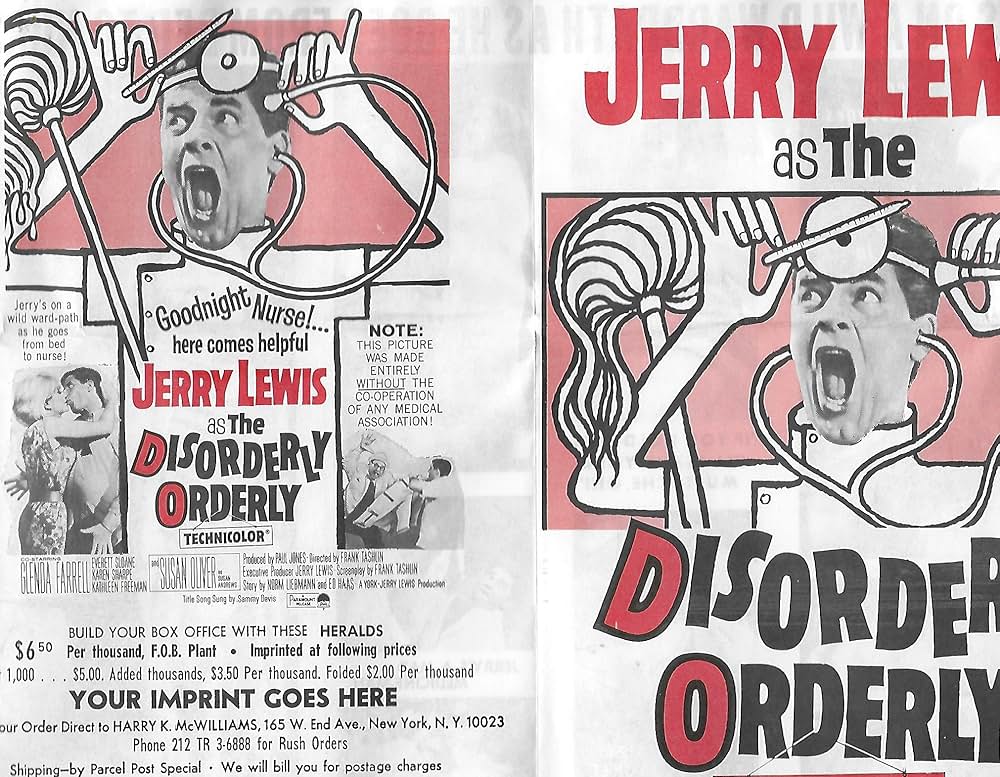 Jerry's on a
wild ward-path
as he goes
from bed
to nurse!
Goodnight Nurse!...
here comes helpful
JERRY LEWIS
as The
DISORDERLY
ORDERLY
TECHNICOLOR®
NOTE:
THIS PICTURE
WAS MADE
ENTIRELY
WITHOUT THE
CO-OPERATION
OF ANY MEDICAL
ASSOCIATION!
CO-STARRING
GLENDA FARRELL
EVERETT SLOANE
KAREN SHARPE
KATHLEEN FREEMAN
and SUSAN OLIVER AS SUSAN ANDREWS
Produced by PAUL JONES Directed by FRANK TASHLIN
Executive Producer JERRY LEWIS Screenplay by FRANK TASHLIN
Story by NORM LIEBMANN and ED HAAS A YORK-JERRY LEWIS Production
Title Song Sung by Sammy Davis
PARAMOUNT
RELEASE
BUILD YOUR BOX OFFICE WITH THESE HERALDS
$6.50 Per thousand, F.O.B. Plant • Imprinted at following prices
1,000 . . . $5.00. Added thousands, $3.50 Per thousand. Folded $2.00 Per thousand
YOUR IMPRINT GOES HERE
our Order Direct to HARRY K. McWILLIAMS, 165 W. End Ave., New York, N. Y. 10023
Phone 212 TR 3-6888 for Rush Orders
Shipping—by Parcel Post Special • We will bill you for postage charges
JERRY LEW
as The
DISORDER
ORDERLY